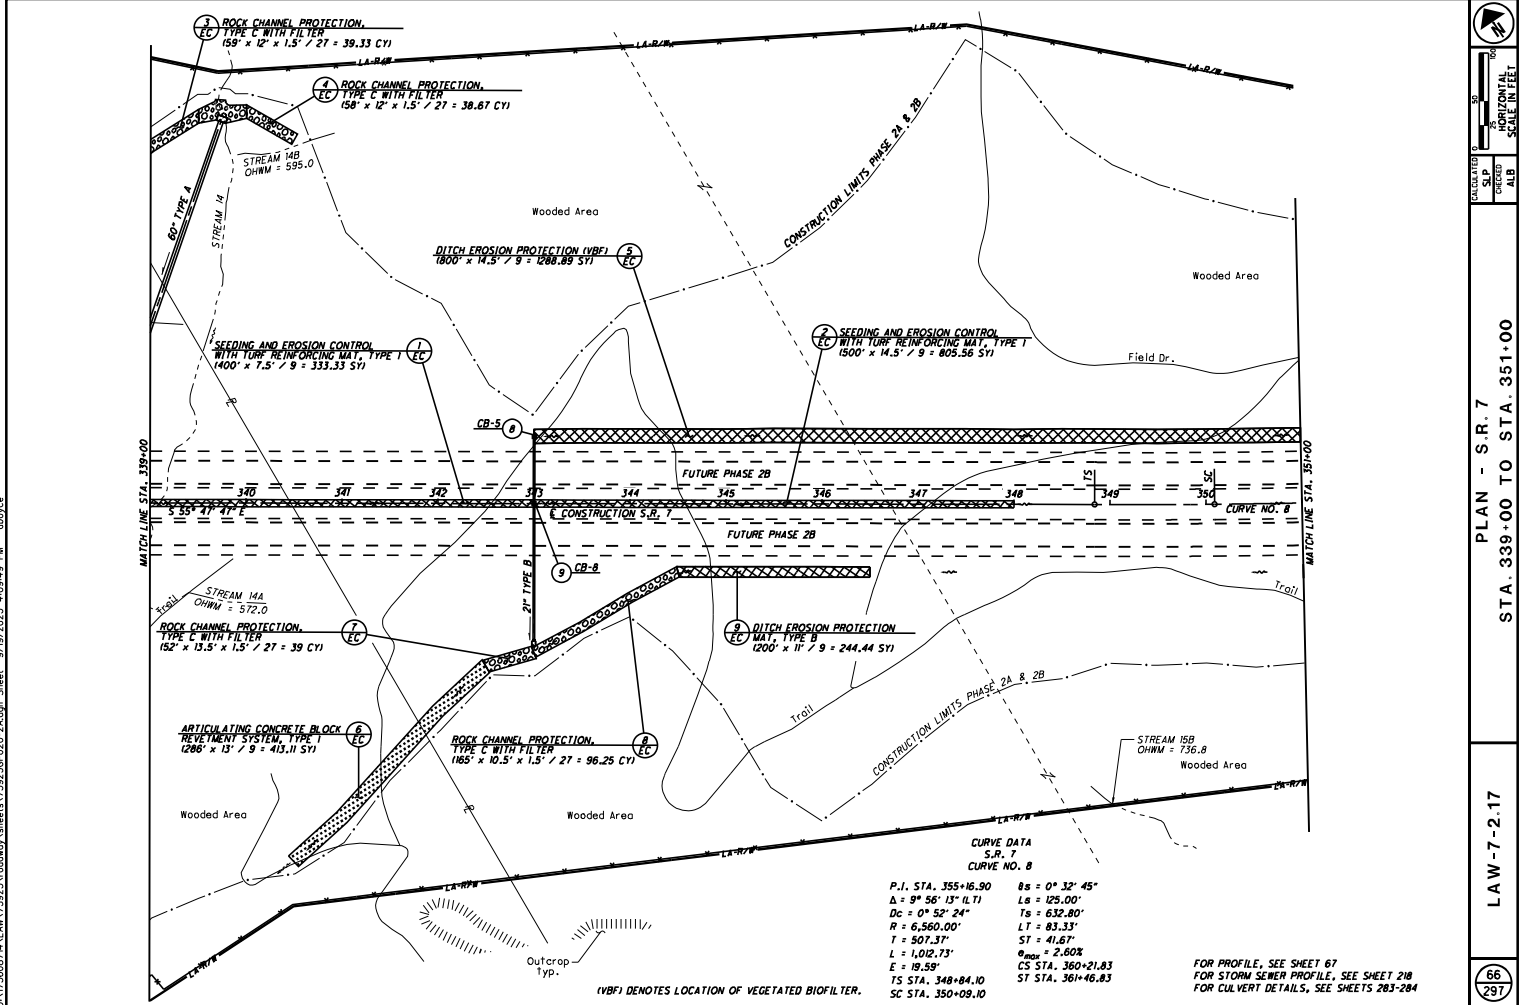 3
EC
ROCK CHANNEL PROTECTION,
TYPE C WITH FILTER
(59' x 12' x 1.5' / 27 = 39.33 CY)
4
EC
ROCK CHANNEL PROTECTION,
TYPE C WITH FILTER
(58' x 12' x 1.5' / 27 = 38.67 CY)
LA-R/W
LA-R/W
LA-R/W
LA-R/W
STREAM 14B
OHWM = 595.0
60" TYPE A
STREAM 14
Wooded Area
CONSTRUCTION LIMITS PHASE 2A & 2B
DITCH EROSION PROTECTION (VBF)
(800' x 14.5' / 9 = 1288.89 SY)
5
EC
Wooded Area
SEEDING AND EROSION CONTROL
WITH TURF REINFORCING MAT, TYPE 1
(400' x 7.5' / 9 = 333.33 SY)
1
EC
2
EC
SEEDING AND EROSION CONTROL
WITH TURF REINFORCING MAT, TYPE 1
(500' x 14.5' / 9 = 805.56 SY)
Field Dr.
CB-5
8
MATCH LINE STA. 339+00
FUTURE PHASE 2B
TS
SC
340
341
342
343
344
345
346
347
348
349
350
S 55° 47' 47" E
℄ CONSTRUCTION S.R. 7
CURVE NO. 8
MATCH LINE STA. 351+00
FUTURE PHASE 2B
9
CB-8
21" TYPE B
Trail
STREAM 14A
OHWM = 572.0
Trail
ROCK CHANNEL PROTECTION,
TYPE C WITH FILTER
(52' x 13.5' x 1.5' / 27 = 39 CY)
7
EC
9
EC
DITCH EROSION PROTECTION
MAT, TYPE B
(200' x 11' / 9 = 244.44 SY)
Trail
CONSTRUCTION LIMITS PHASE 2A & 2B
ARTICULATING CONCRETE BLOCK
REVETMENT SYSTEM, TYPE 1
(286' x 13' / 9 = 413.11 SY)
6
EC
ROCK CHANNEL PROTECTION,
TYPE C WITH FILTER
(165' x 10.5' x 1.5' / 27 = 96.25 CY)
8
EC
STREAM 15B
OHWM = 736.8
Wooded Area
LA-R/W
Wooded Area
Wooded Area
LA-R/W
LA-R/W
LA-R/W
LA-R/W
Outcrop
typ.
CURVE DATA
S.R. 7
CURVE NO. 8
P.I. STA. 355+16.90
Δ = 9° 56' 13" (LT)
Dc = 0° 52' 24"
R = 6,560.00'
T = 507.37'
L = 1,012.73'
E = 19.59'
TS STA. 348+84.10
SC STA. 350+09.10
θs = 0° 32' 45"
Ls = 125.00'
Ts = 632.80'
LT = 83.33'
ST = 41.67'
emax = 2.60%
CS STA. 360+21.83
ST STA. 361+46.83
(VBF) DENOTES LOCATION OF VEGETATED BIOFILTER.
FOR PROFILE, SEE SHEET 67
FOR STORM SEWER PROFILE, SEE SHEET 218
FOR CULVERT DETAILS, SEE SHEETS 283-284
N
0
25
50
100
HORIZONTAL
SCALE IN FEET
CALCULATED
SLP
CHECKED
ALB
PLAN - S.R. 7
STA. 339+00 TO STA. 351+00
LAW-7-2.17
66
297